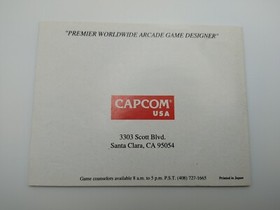 "PREMIER WORLDWIDE ARCADE GAME DESIGNER"
CAPCOM®
USA
3303 Scott Blvd.
Santa Clara, CA 95054
Game counselors available 8 a.m. to 5 p.m. P.S.T. (408) 727-1665
Printed in Japan